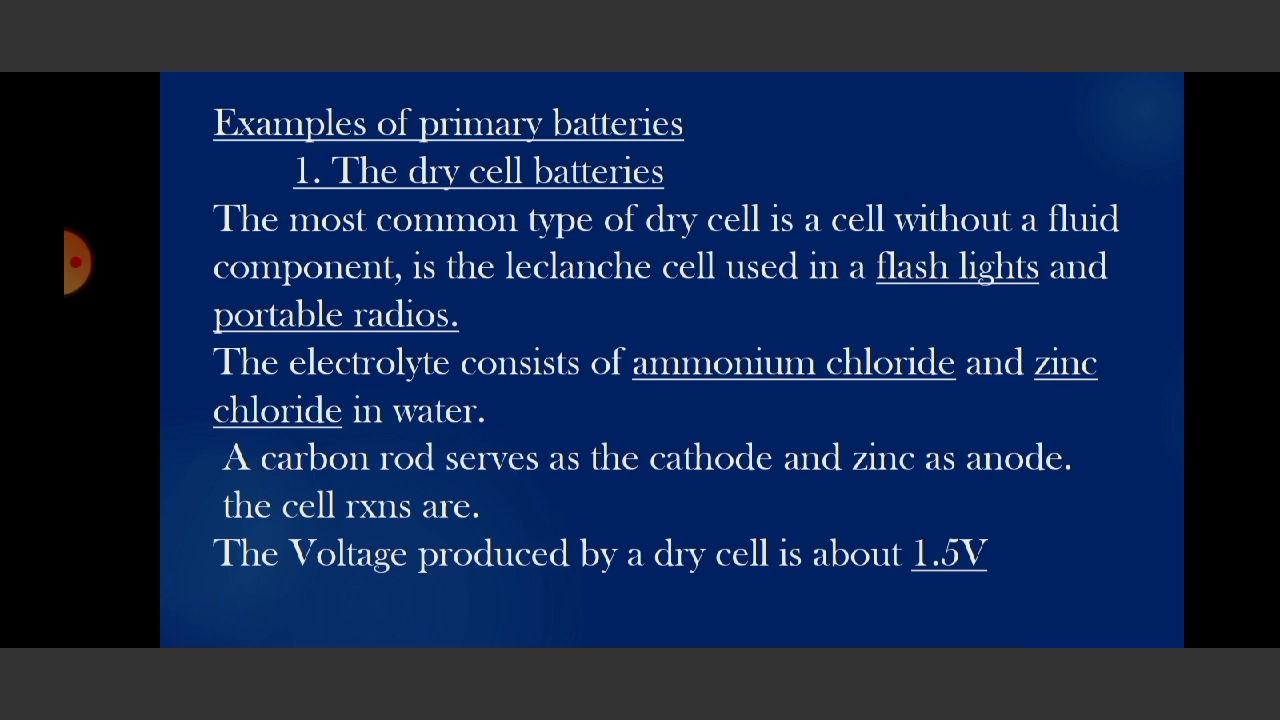 Examples of primary batteries
1. The dry cell batteries
The most common type of dry cell is a cell without a fluid
component, is the leclanche cell used in a flash lights and
portable radios.
The electrolyte consists of ammonium chloride and zinc
chloride in water.
A carbon rod serves as the cathode and zinc as anode.
the cell rxns are.
The Voltage produced by a dry cell is about 1.5V